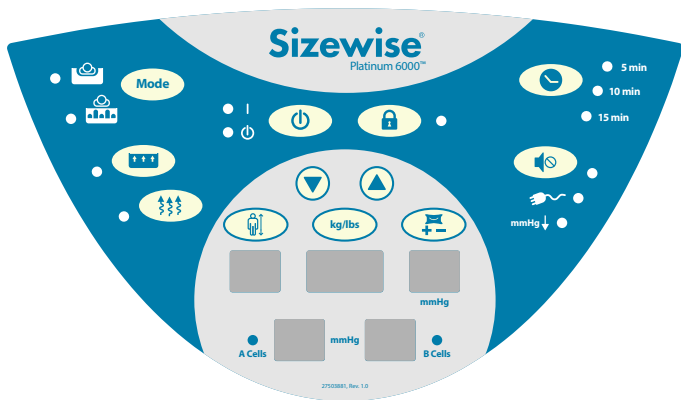 Sizewise®
Platinum 6000™
Mode
5 min
10 min
15 min
I
kg/lbs
mmHg
mmHg
A Cells
mmHg
B Cells
27503881, Rev. 1.0